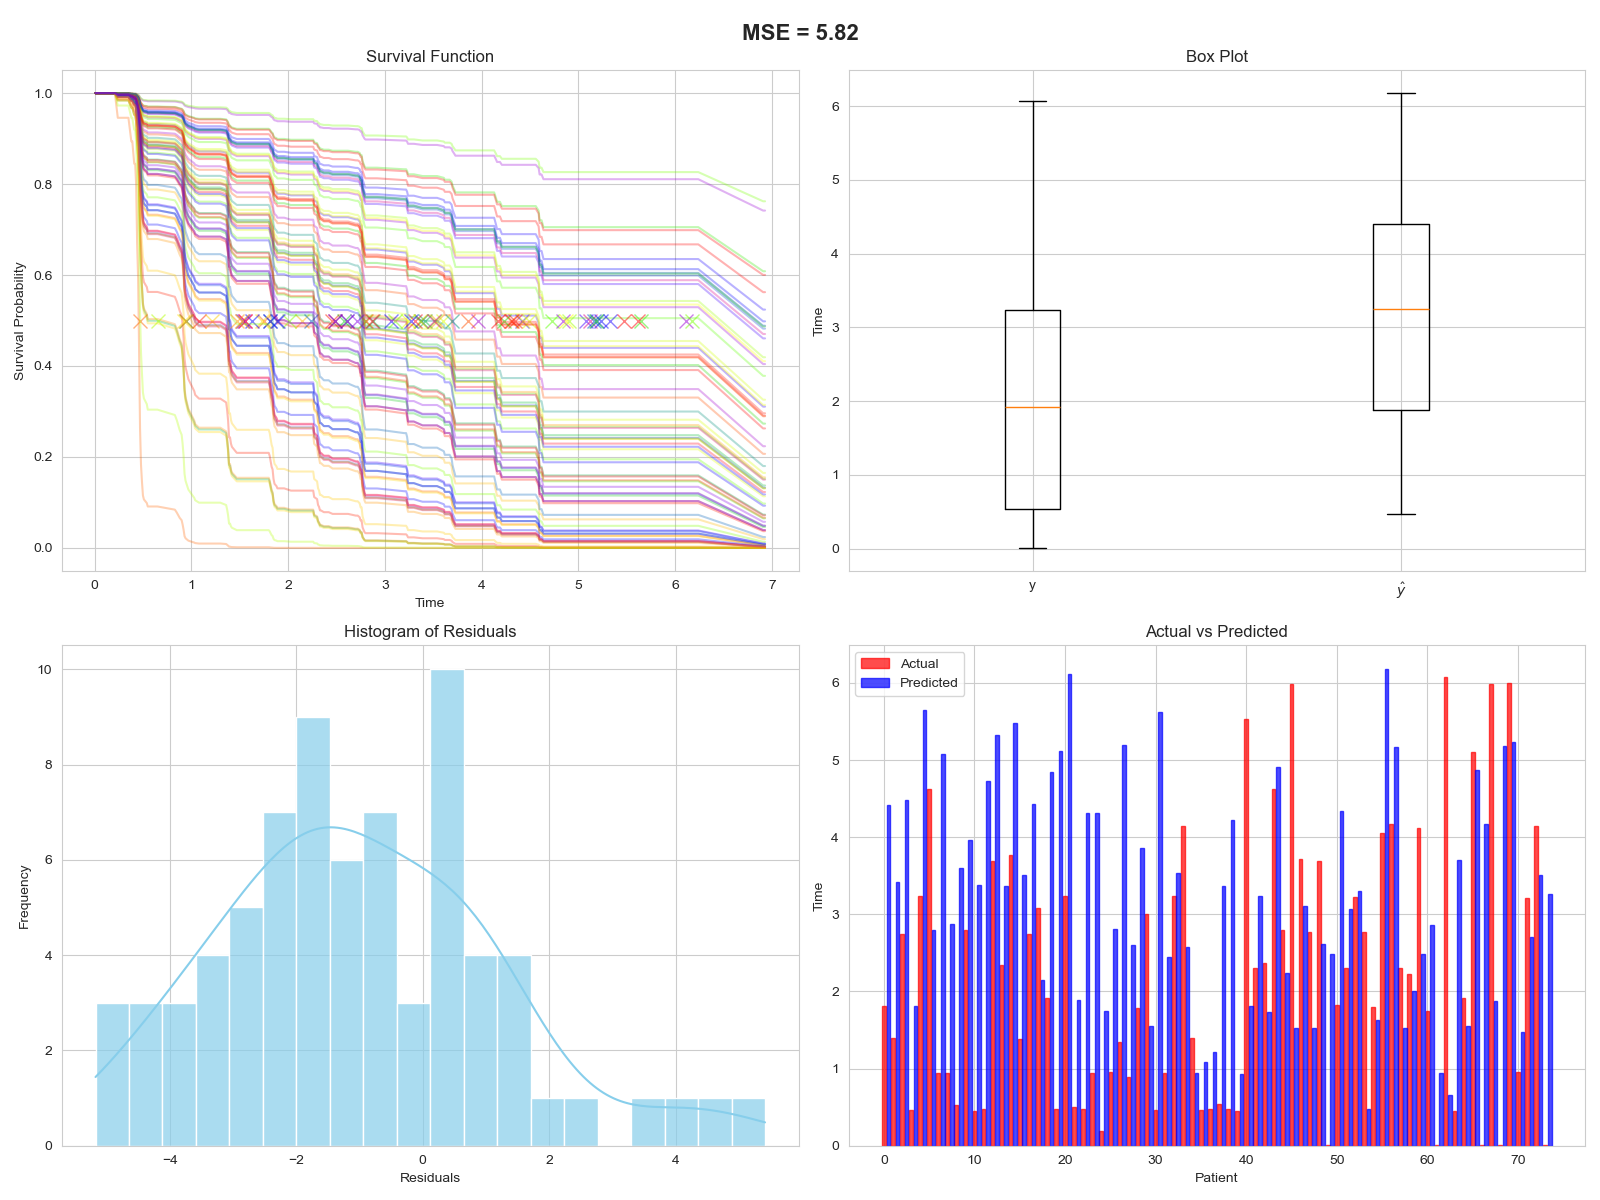 MSE = 5.82
Survival Function
Survival Probability
1.0
0.8
0.6
0.4
0.2
0.0
0 1 2 3 4 5 6 7
Time
Box Plot
Time
6
5
4
3
2
1
0
y ŷ
Histogram of Residuals
Frequency
10
8
6
4
2
0
−4 −2 0 2 4
Residuals
Actual vs Predicted
Actual
Predicted
Time
6
5
4
3
2
1
0
0 10 20 30 40 50 60 70
Patient